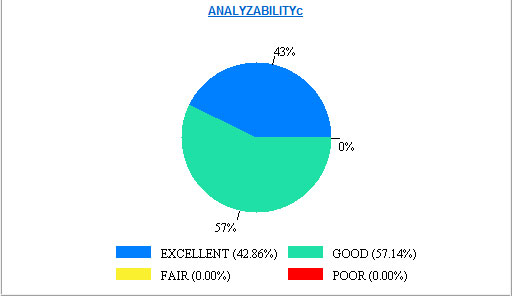 ANALYZABILITYc
43%
0%
57%
EXCELLENT (42.86%) GOOD (57.14%)
FAIR (0.00%) POOR (0.00%)